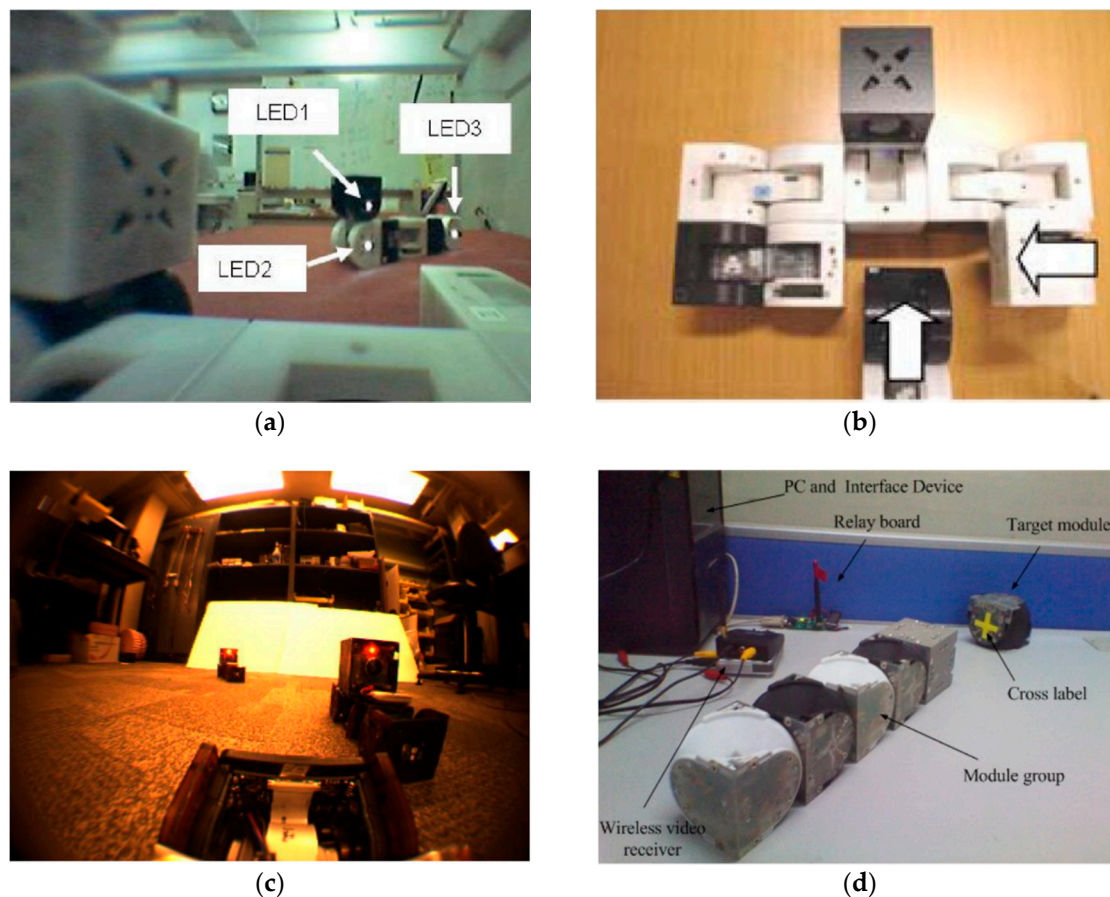 LED1
LED3
LED2
(a)
(b)
PC and Interface Device
Relay board
Target module
Cross label
Module group
Wireless video
receiver
(c)
(d)